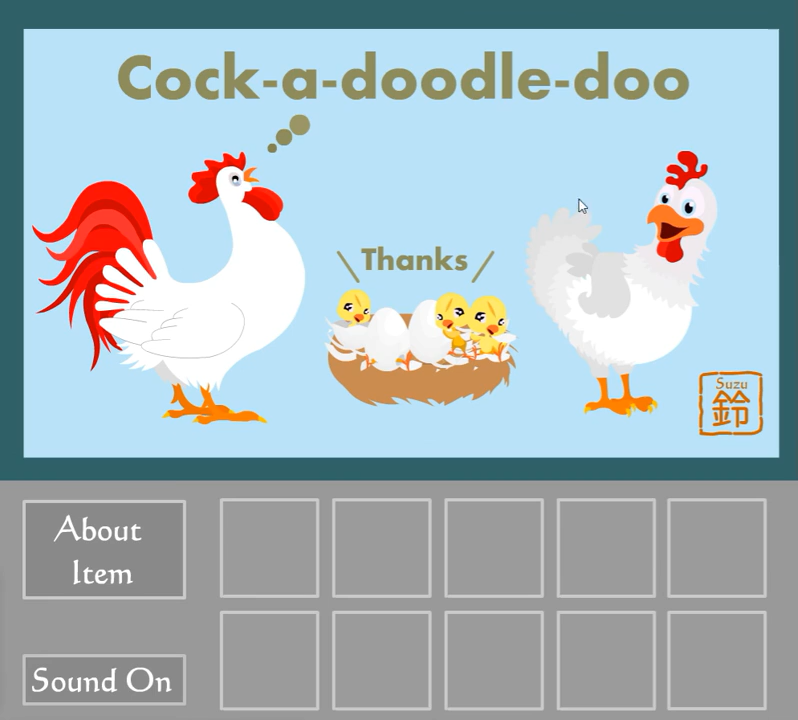 Cock-a-doodle-doo
Thanks
Suzu
鈴
About
Item
Sound On